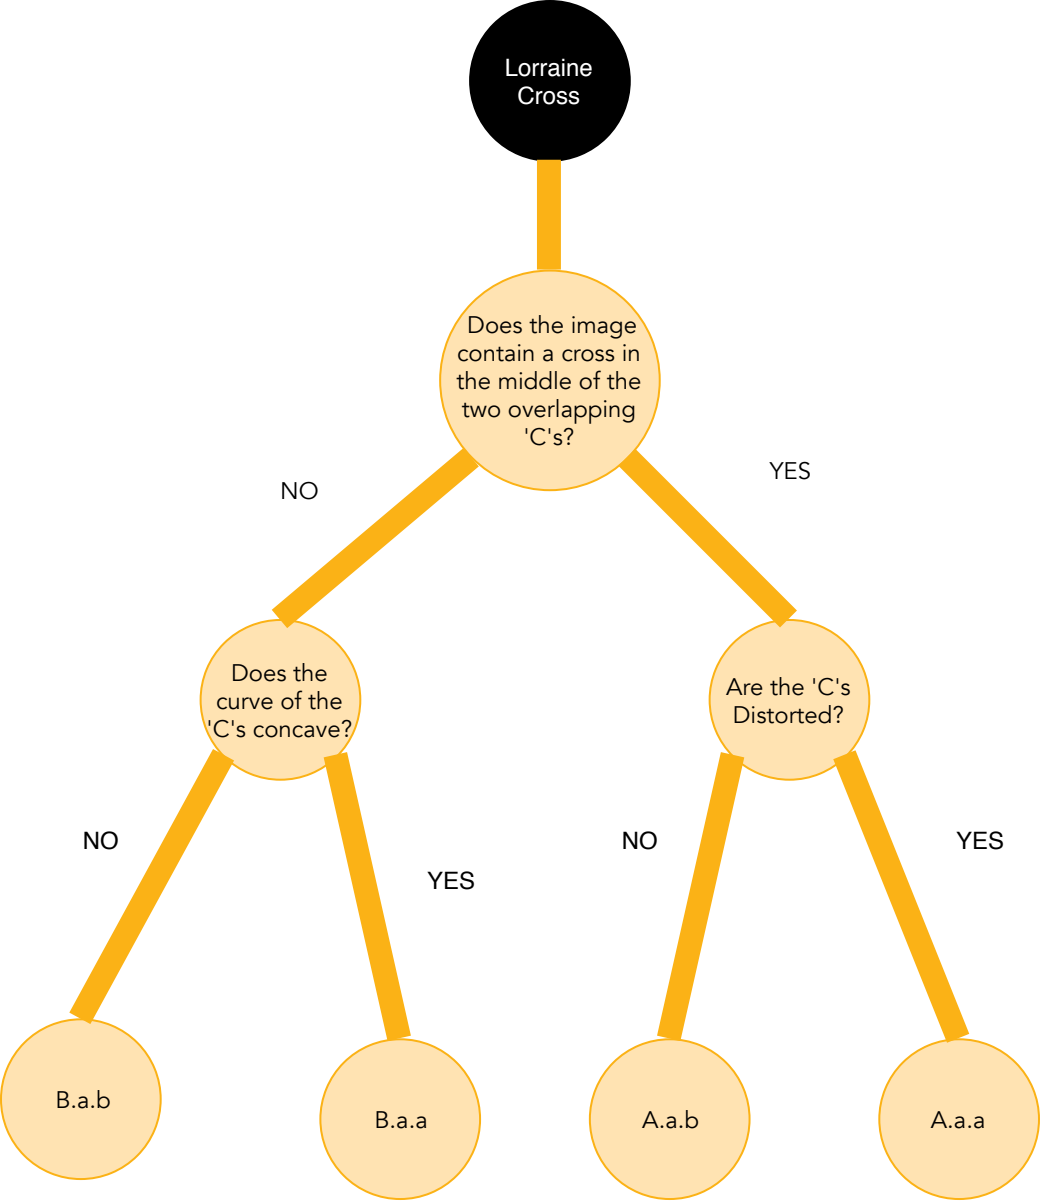 Lorraine
Cross
Does the image
contain a cross in
the middle of the
two overlapping
'C's?
NO
YES
Does the
curve of the
'C's concave?
Are the 'C's
Distorted?
NO
YES
NO
YES
B.a.b
B.a.a
A.a.b
A.a.a